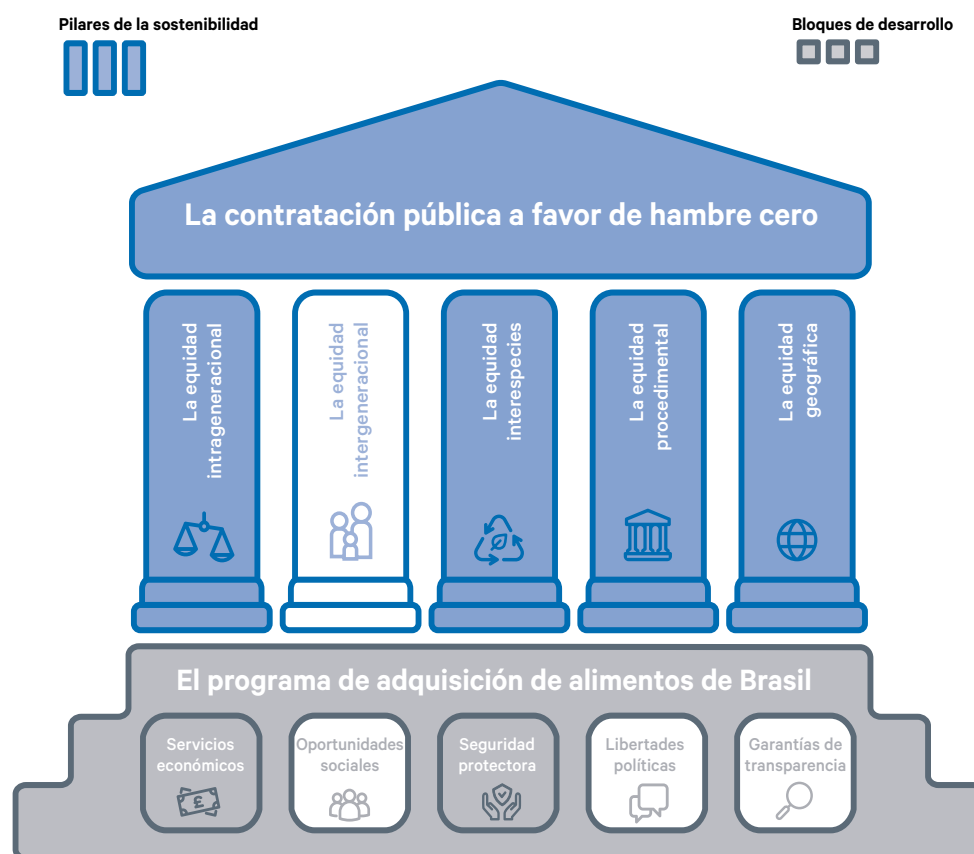 Pilares de la sostenibilidad
Bloques de desarrollo
La contratación pública a favor de hambre cero
La equidad
intrageneracional
La equidad
intergeneracional
La equidad
interespecies
La equidad
procedimental
La equidad
geográfica
El programa de adquisición de alimentos de Brasil
Servicios
económicos
£
Oportunidades
sociales
Seguridad
protectora
Libertades
políticas
Garantías de
transparencia